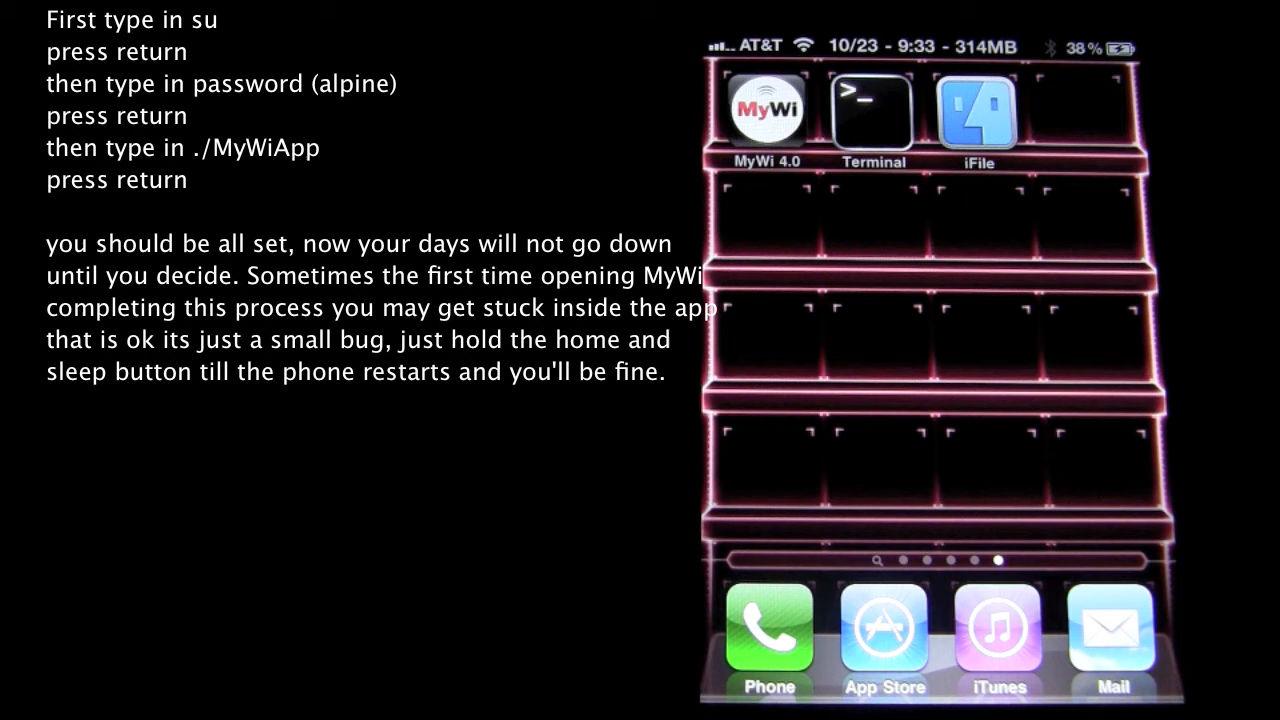 First type in su
press return
then type in password (alpine)
press return
then type in ./MyWiApp
press return
you should be all set, now your days will not go down
until you decide. Sometimes the first time opening MyWi
completing this process you may get stuck inside the app
that is ok its just a small bug, just hold the home and
sleep button till the phone restarts and you'll be fine.
AT&T 10/23 - 9:33 - 314MB 38%
MyWi >_
MyWi 4.0 Terminal iFile
Phone App Store iTunes Mail